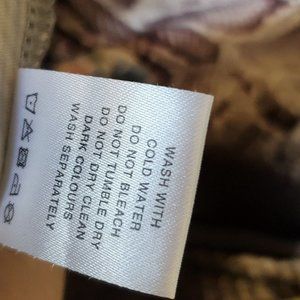 WASH WITH
COLD WATER
DO NOT BLEACH
DO NOT TUMBLE DRY
DO NOT DRY CLEAN
DARK COLOURS
WASH SEPARATELY